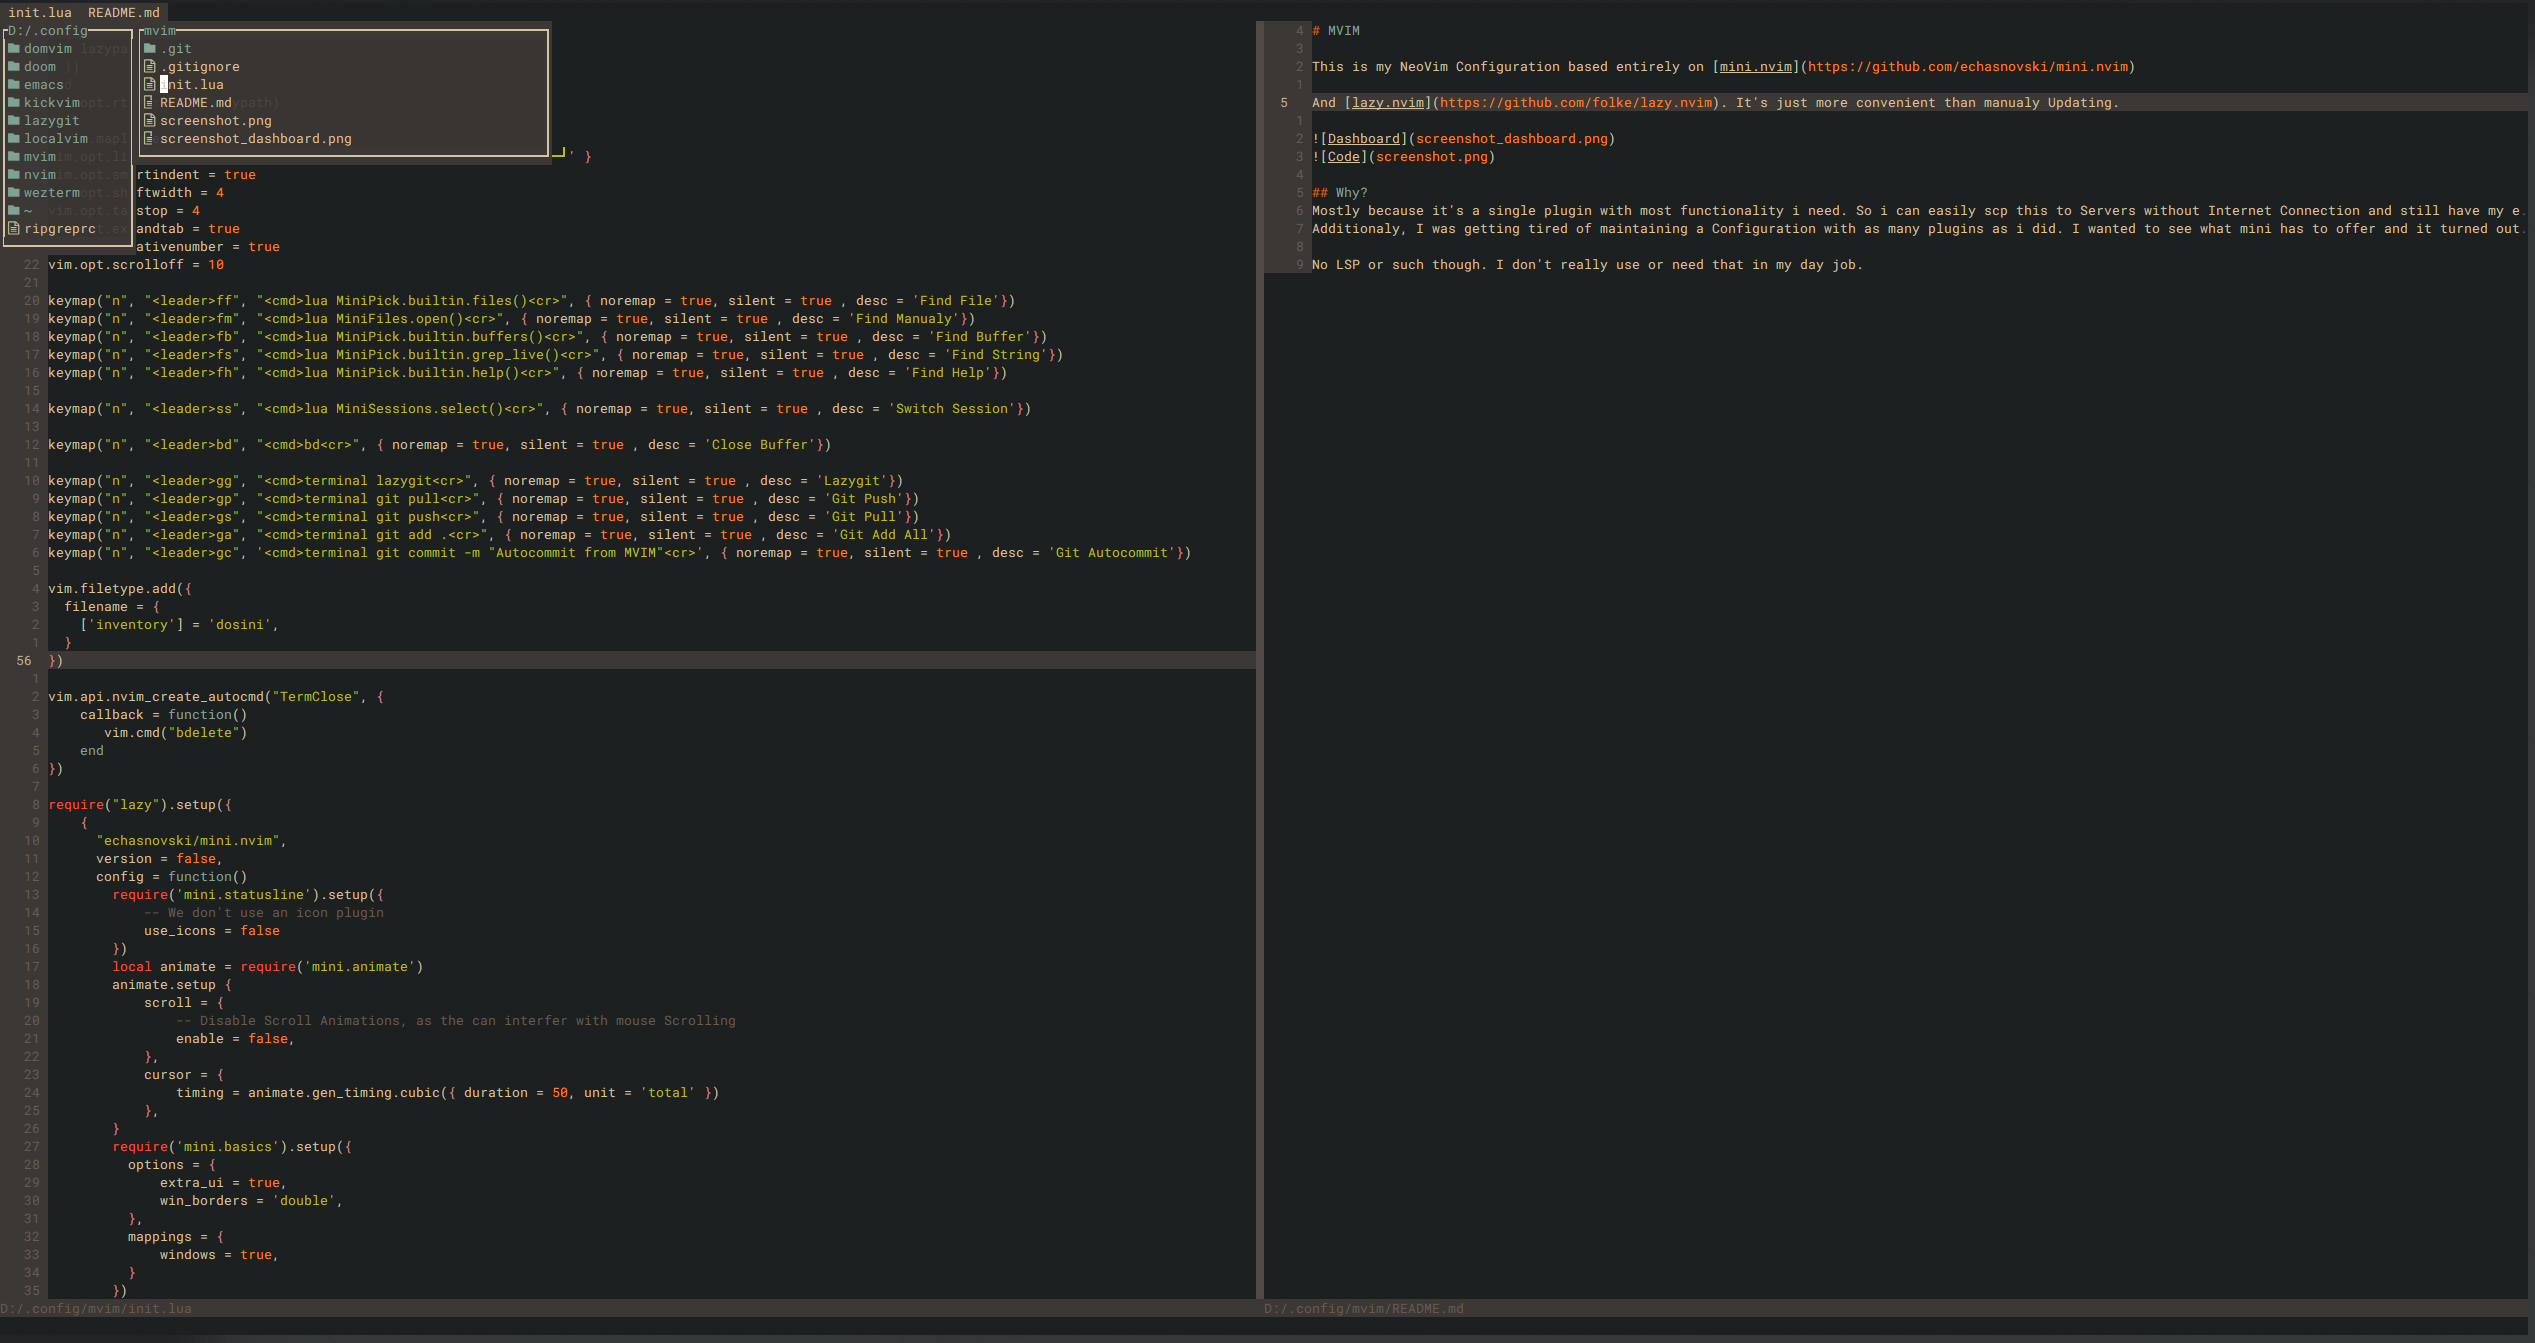 init.lua  README.md
D:/.config
domvim
doom
emacs
kickvim
lazygit
localvim
mvim
nvim
wezterm
~
ripgreprc
mvim
.git
.gitignore
init.lua
README.md
screenshot.png
screenshot_dashboard.png
' }
rtindent = true
ftwidth = 4
stop = 4
andtab = true
ativenumber = true
22 vim.opt.scrolloff = 10
21
20 keymap("n", "<leader>ff", "<cmd>lua MiniPick.builtin.files()<cr>", { noremap = true, silent = true , desc = 'Find File'})
19 keymap("n", "<leader>fm", "<cmd>lua MiniFiles.open()<cr>", { noremap = true, silent = true , desc = 'Find Manualy'})
18 keymap("n", "<leader>fb", "<cmd>lua MiniPick.builtin.buffers()<cr>", { noremap = true, silent = true , desc = 'Find Buffer'})
17 keymap("n", "<leader>fs", "<cmd>lua MiniPick.builtin.grep_live()<cr>", { noremap = true, silent = true , desc = 'Find String'})
16 keymap("n", "<leader>fh", "<cmd>lua MiniPick.builtin.help()<cr>", { noremap = true, silent = true , desc = 'Find Help'})
15
14 keymap("n", "<leader>ss", "<cmd>lua MiniSessions.select()<cr>", { noremap = true, silent = true , desc = 'Switch Session'})
13
12 keymap("n", "<leader>bd", "<cmd>bd<cr>", { noremap = true, silent = true , desc = 'Close Buffer'})
11
10 keymap("n", "<leader>gg", "<cmd>terminal lazygit<cr>", { noremap = true, silent = true , desc = 'Lazygit'})
9 keymap("n", "<leader>gp", "<cmd>terminal git pull<cr>", { noremap = true, silent = true , desc = 'Git Push'})
8 keymap("n", "<leader>gs", "<cmd>terminal git push<cr>", { noremap = true, silent = true , desc = 'Git Pull'})
7 keymap("n", "<leader>ga", "<cmd>terminal git add .<cr>", { noremap = true, silent = true , desc = 'Git Add All'})
6 keymap("n", "<leader>gc", '<cmd>terminal git commit -m "Autocommit from MVIM"<cr>', { noremap = true, silent = true , desc = 'Git Autocommit'})
5
4 vim.filetype.add({
3   filename = {
2     ['inventory'] = 'dosini',
1   }
56 })
1
2 vim.api.nvim_create_autocmd("TermClose", {
3     callback = function()
4        vim.cmd("bdelete")
5     end
6 })
7
8 require("lazy").setup({
9     {
10       "echasnovski/mini.nvim",
11       version = false,
12       config = function()
13         require('mini.statusline').setup({
14             -- We don't use an icon plugin
15             use_icons = false
16         })
17         local animate = require('mini.animate')
18         animate.setup {
19             scroll = {
20                 -- Disable Scroll Animations, as the can interfer with mouse Scrolling
21                 enable = false,
22             },
23             cursor = {
24                 timing = animate.gen_timing.cubic({ duration = 50, unit = 'total' })
25             },
26         }
27         require('mini.basics').setup({
28           options = {
29               extra_ui = true,
30               win_borders = 'double',
31           },
32           mappings = {
33               windows = true,
34           }
35         })
D:/.config/mvim/init.lua
4 # MVIM
3
2 This is my NeoVim Configuration based entirely on [mini.nvim](https://github.com/echasnovski/mini.nvim)
1
5 And [lazy.nvim](https://github.com/folke/lazy.nvim). It's just more convenient than manualy Updating.
1
2 ![Dashboard](screenshot_dashboard.png)
3 ![Code](screenshot.png)
4
5 ## Why?
6 Mostly because it's a single plugin with most functionality i need. So i can easily scp this to Servers without Internet Connection and still have my e.
7 Additionaly, I was getting tired of maintaining a Configuration with as many plugins as i did. I wanted to see what mini has to offer and it turned out.
8
9 No LSP or such though. I don't really use or need that in my day job.
D:/.config/mvim/README.md